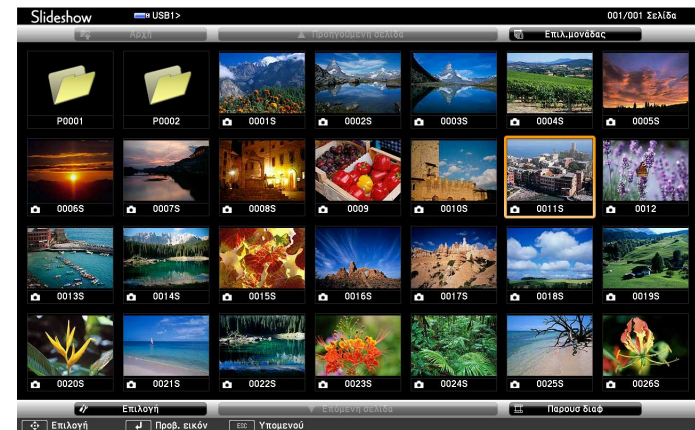 Slideshow USB1> 001/001 Σελίδα
Αρχή Προηγούμενη σελίδα Επιλ.μονάδας
P0001 P0002 0001S 0002S 0003S 0004S 0005S
0006S 0007S 0008S 0009 0010S 0011S 0012
0013S 0014S 0015S 0016S 0017S 0018S 0019S
0020S 0021S 0022S 0023S 0024S 0025S 0026S
Επιλογή Επόμενη σελίδα Παρουσ διαφ
Επιλογή Προβ. εικόν ESC Υπομενού